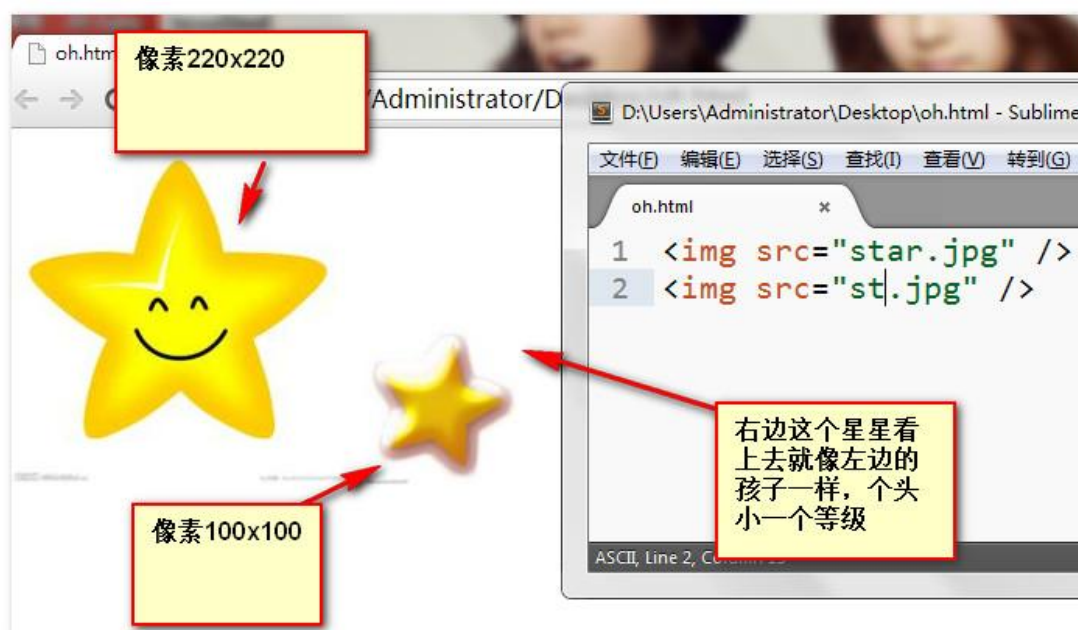 oh.htm
像素220x220
/Administrator/D
D:\Users\Administrator\Desktop\oh.html - Sublime
文件(F) 编辑(E) 选择(S) 查找(I) 查看(V) 转到(G)
oh.html ×
1 <img src="star.jpg" />
2 <img src="st.jpg" />
右边这个星星看
上去就像左边的
孩子一样，个头
小一个等级
像素100x100
ASCII, Line 2,